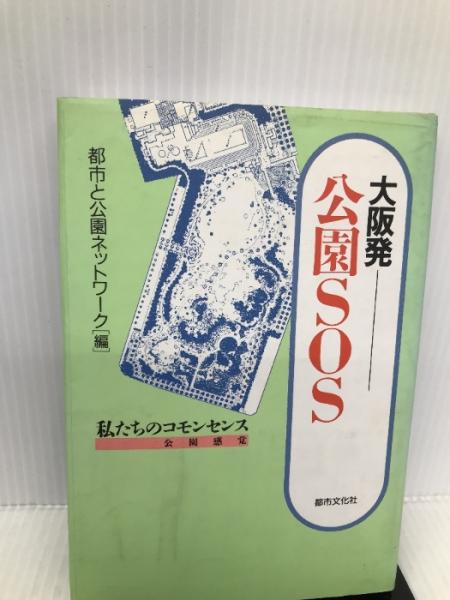 大阪発
公園SOS
都市と公園ネットワーク[編]
私たちのコモンセンス
公園感覚
都市文化社